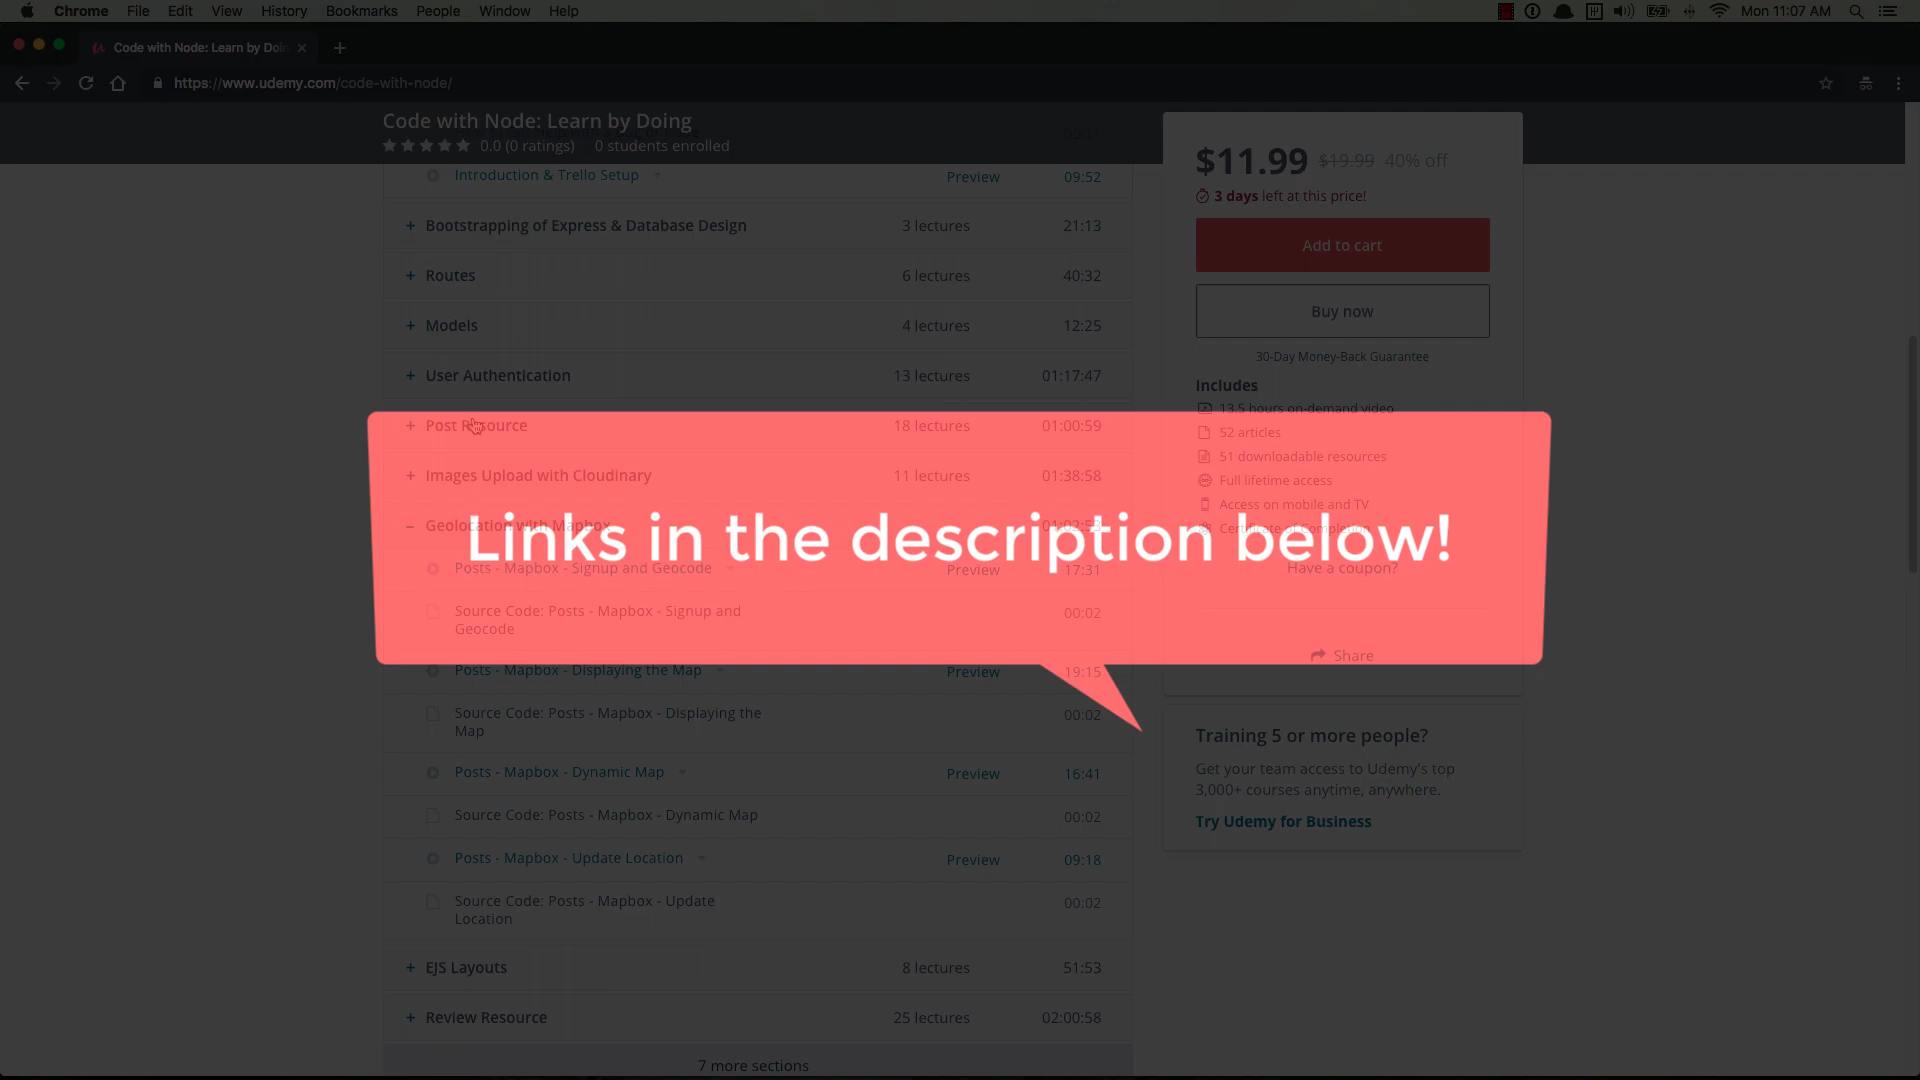 Chrome File Edit View History Bookmarks People Window Help
Mon 11:07 AM
Code with Node: Learn by Doin
https://www.udemy.com/code-with-node/
Code with Node: Learn by Doing
0.0 (0 ratings) 0 students enrolled
Introduction & Trello Setup Preview 09:52
+ Bootstrapping of Express & Database Design 3 lectures 21:13
+ Routes 6 lectures 40:32
+ Models 4 lectures 12:25
+ User Authentication 13 lectures 01:17:47
+ Post Resource 18 lectures 01:00:59
+ Images Upload with Cloudinary 11 lectures 01:38:58
– Geolocation with Mapbox
Posts - Mapbox - Signup and Geocode Preview 17:31
Source Code: Posts - Mapbox - Signup and 00:02
Geocode
Posts - Mapbox - Displaying the Map Preview 19:15
Source Code: Posts - Mapbox - Displaying the 00:02
Map
Posts - Mapbox - Dynamic Map Preview 16:41
Source Code: Posts - Mapbox - Dynamic Map 00:02
Posts - Mapbox - Update Location Preview 09:18
Source Code: Posts - Mapbox - Update 00:02
Location
+ EJS Layouts 8 lectures 51:53
+ Review Resource 25 lectures 02:00:58
7 more sections
$11.99 $19.99 40% off
3 days left at this price!
Add to cart
Buy now
30-Day Money-Back Guarantee
Includes
13.5 hours on-demand video
52 articles
51 downloadable resources
Full lifetime access
Access on mobile and TV
Certificate of Completion
Have a coupon?
Share
Training 5 or more people?
Get your team access to Udemy's top
3,000+ courses anytime, anywhere.
Try Udemy for Business
Links in the description below!